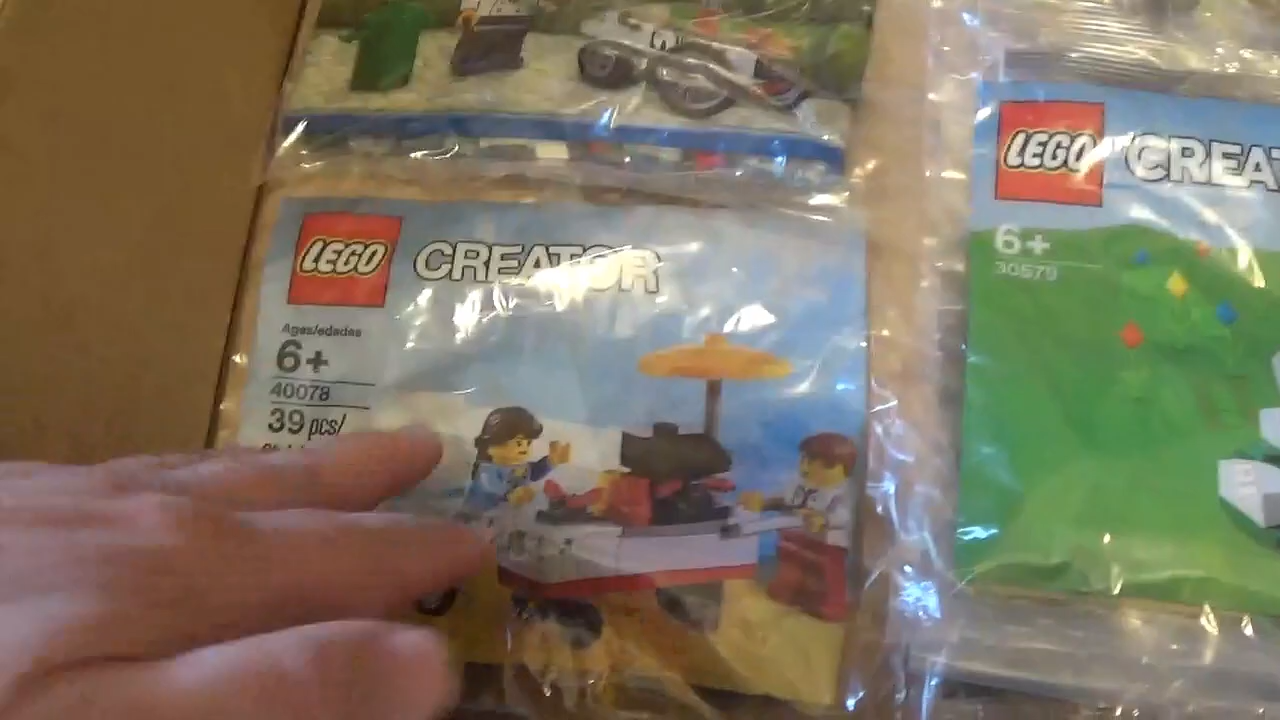 LEGO CREATOR
Ages/edades
6+
40078
39 pcs/
LEGO CREAT
6+
30579